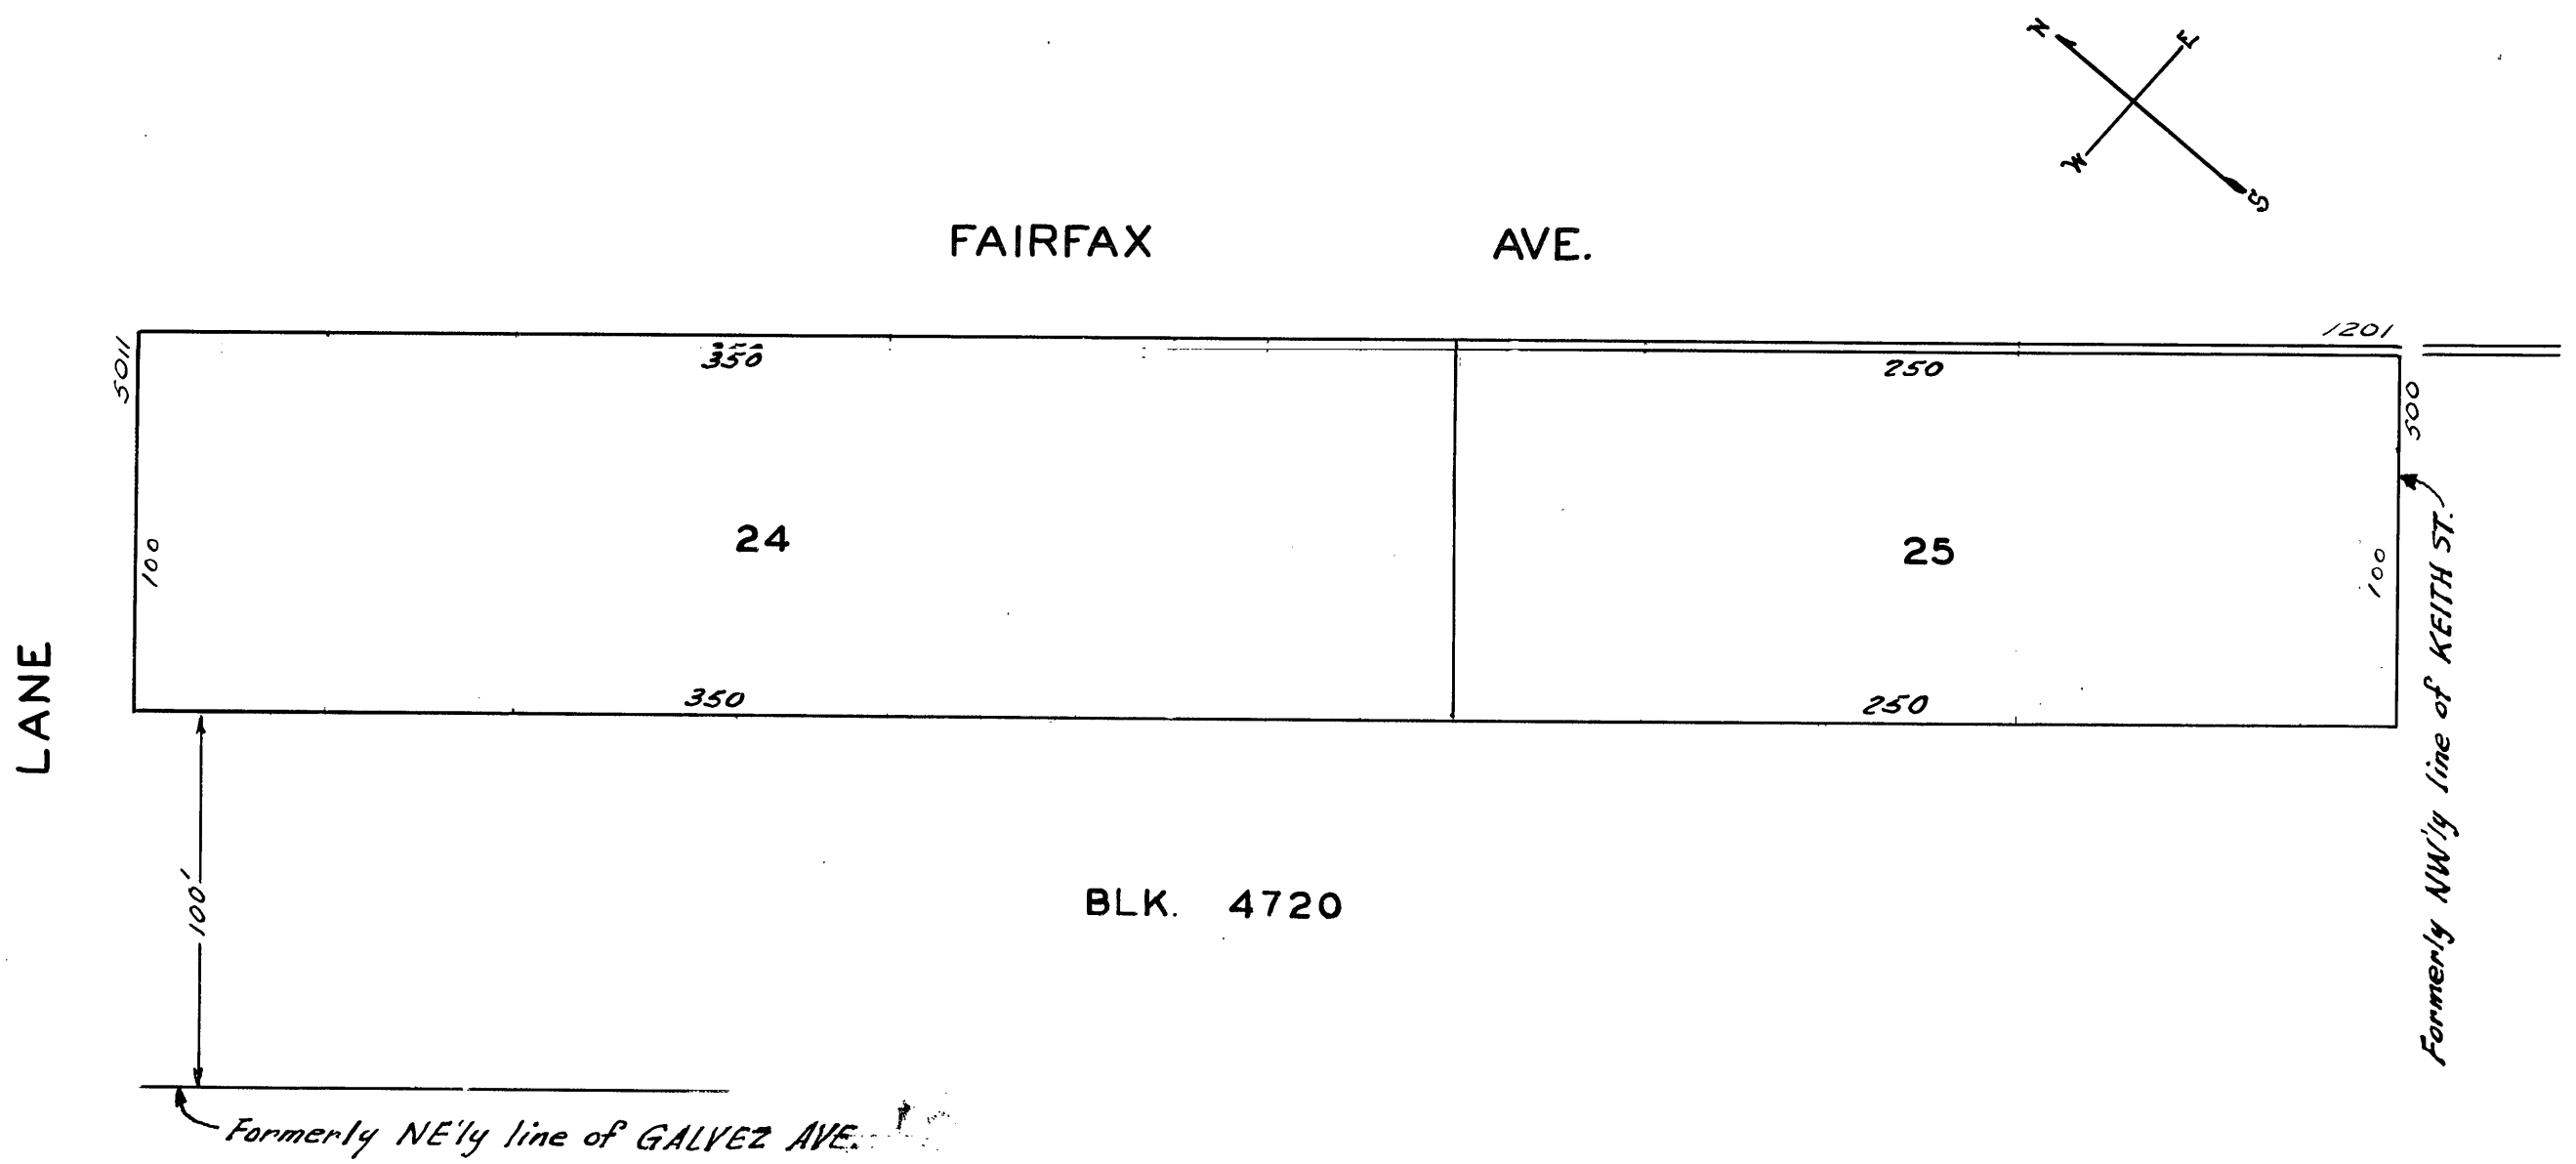 N
E
W
S
FAIRFAX AVE.
1201
5011
350
250
500
24
25
100
100
LANE
350
250
Formerly NW'ly line of KEITH ST.
100'
BLK. 4720
Formerly NE'ly line of GALVEZ AVE.